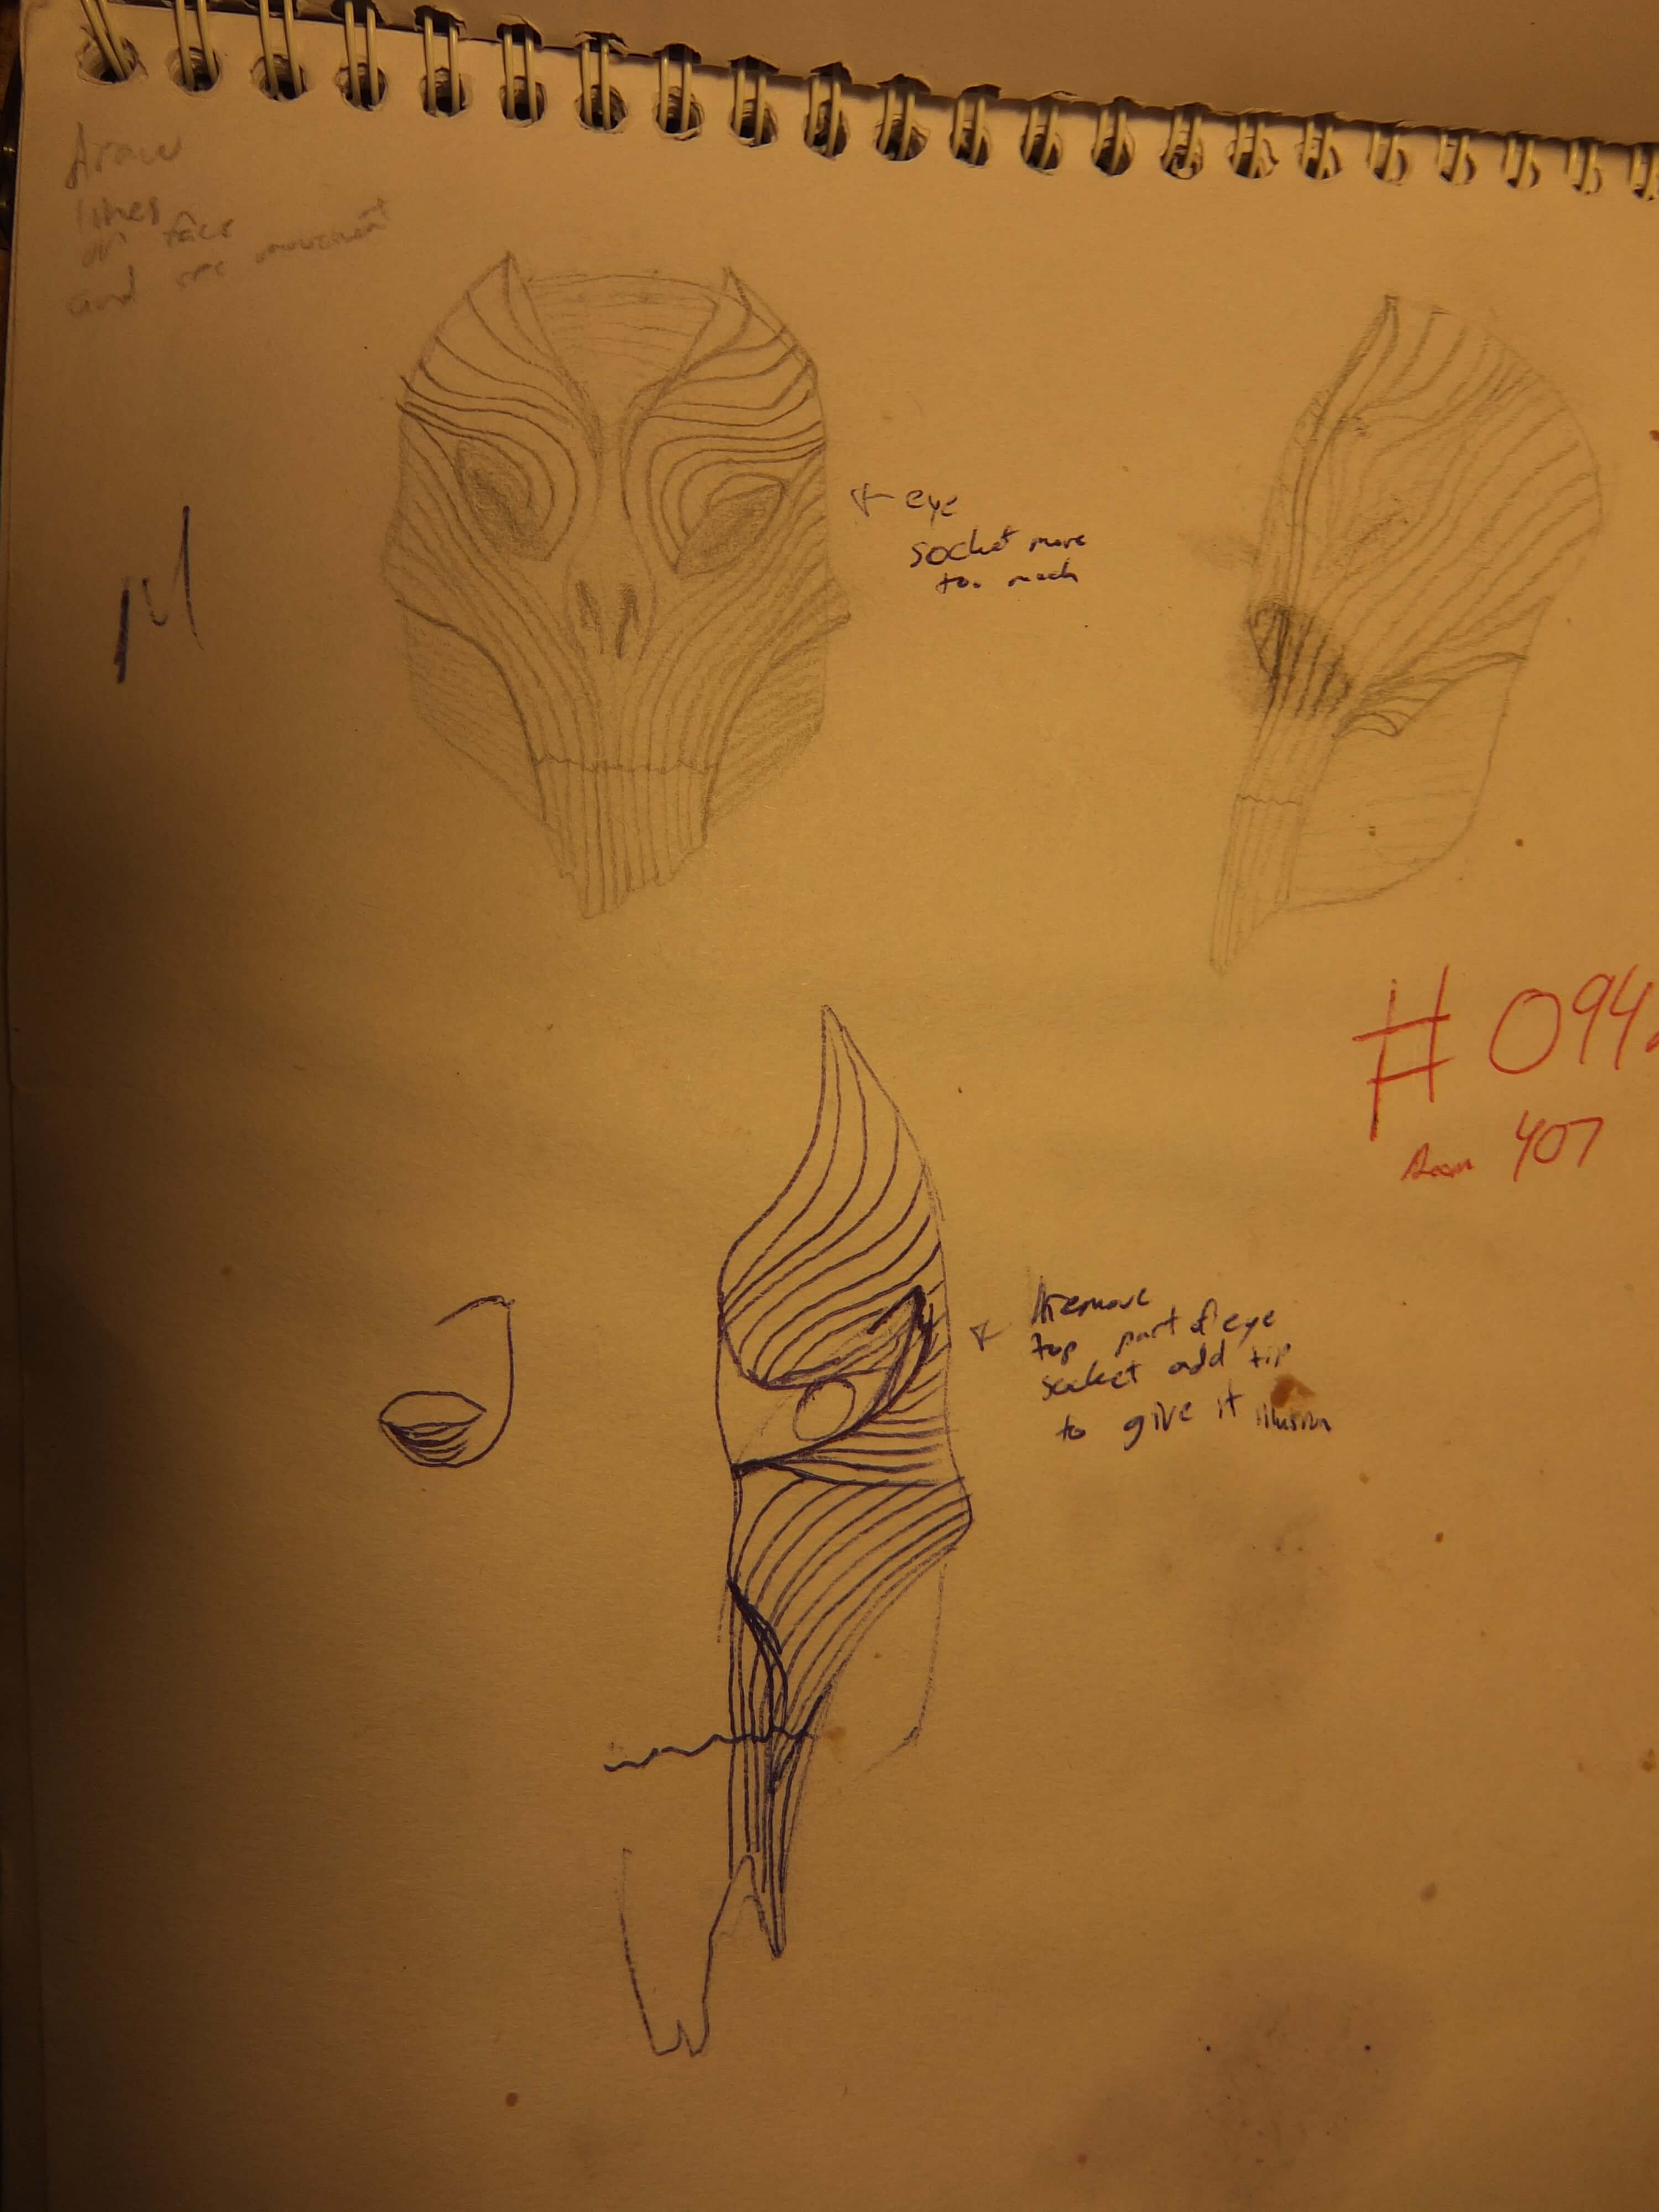 Draw
lines
on face
and see movement
M
← eye
socket more
too much
# 094
Room 407
← Remove
top part of eye
socket add tip
to give it illusion